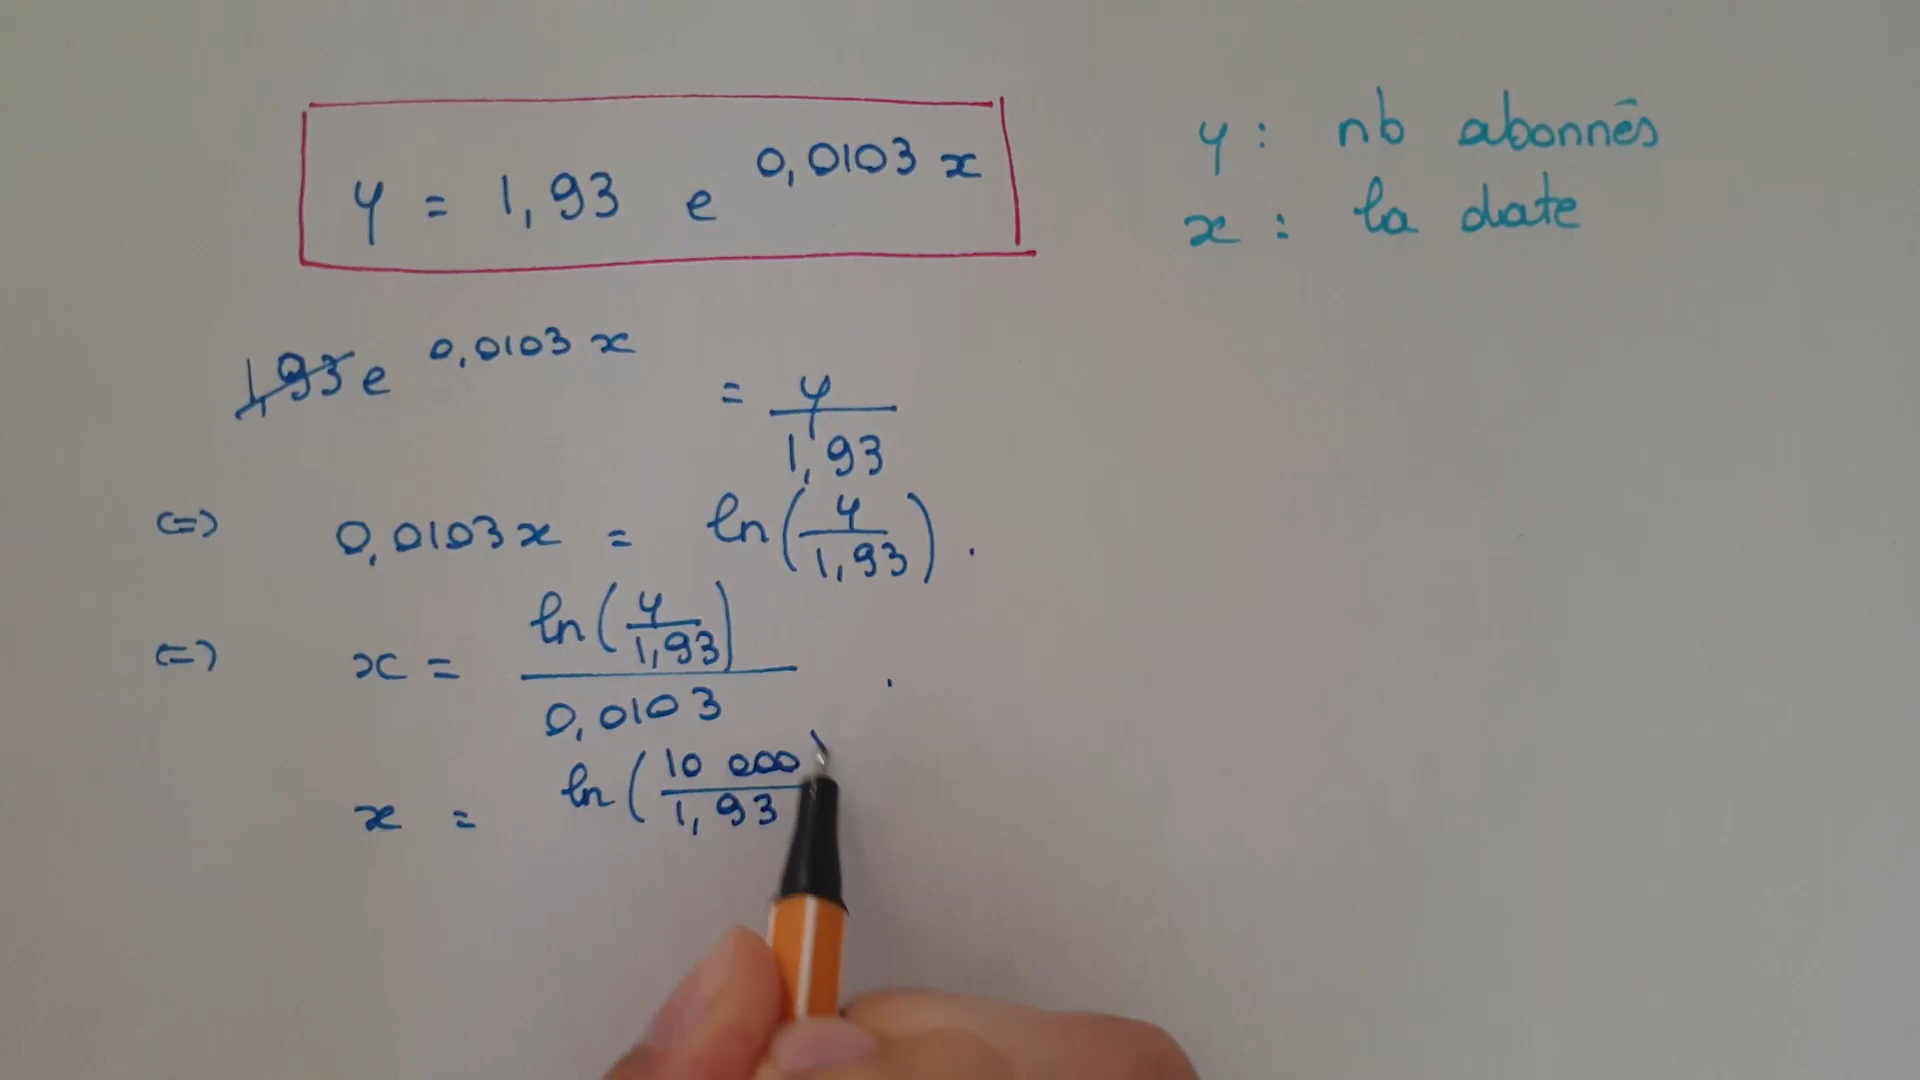 y = 1,93 e^{0,0103 x}
y : nb abonnés
x : la date
1,93 e^{0,0103 x} = y/1,93
<=> 0,0103 x = ln(y/1,93) .
<=> x = ln(y/1,93)/0,0103 .
x = ln(10 000/1,93)